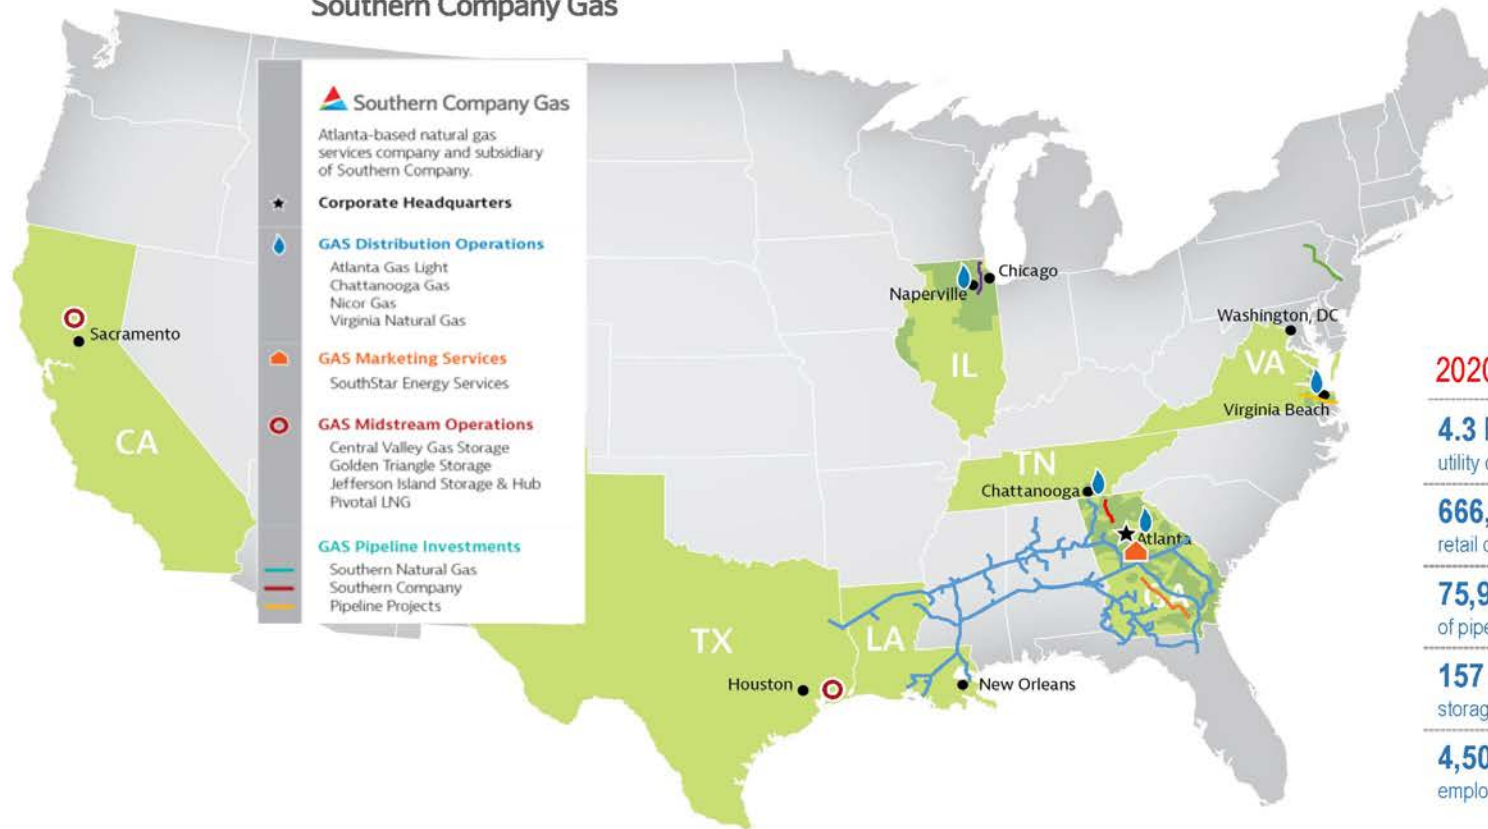 Southern Company Gas
Southern Company Gas
Atlanta-based natural gas
services company and subsidiary
of Southern Company.
Corporate Headquarters
GAS Distribution Operations
Atlanta Gas Light
Chattanooga Gas
Nicor Gas
Virginia Natural Gas
GAS Marketing Services
SouthStar Energy Services
GAS Midstream Operations
Central Valley Gas Storage
Golden Triangle Storage
Jefferson Island Storage & Hub
Pivotal LNG
GAS Pipeline Investments
Southern Natural Gas
Southern Company
Pipeline Projects
Sacramento
CA
Chicago
Naperville
IL
Washington, DC
VA
Virginia Beach
TN
Chattanooga
Atlanta
GA
TX
LA
Houston
New Orleans
2020
4.3
utility
666,
retail
75,9
of
157
4,50